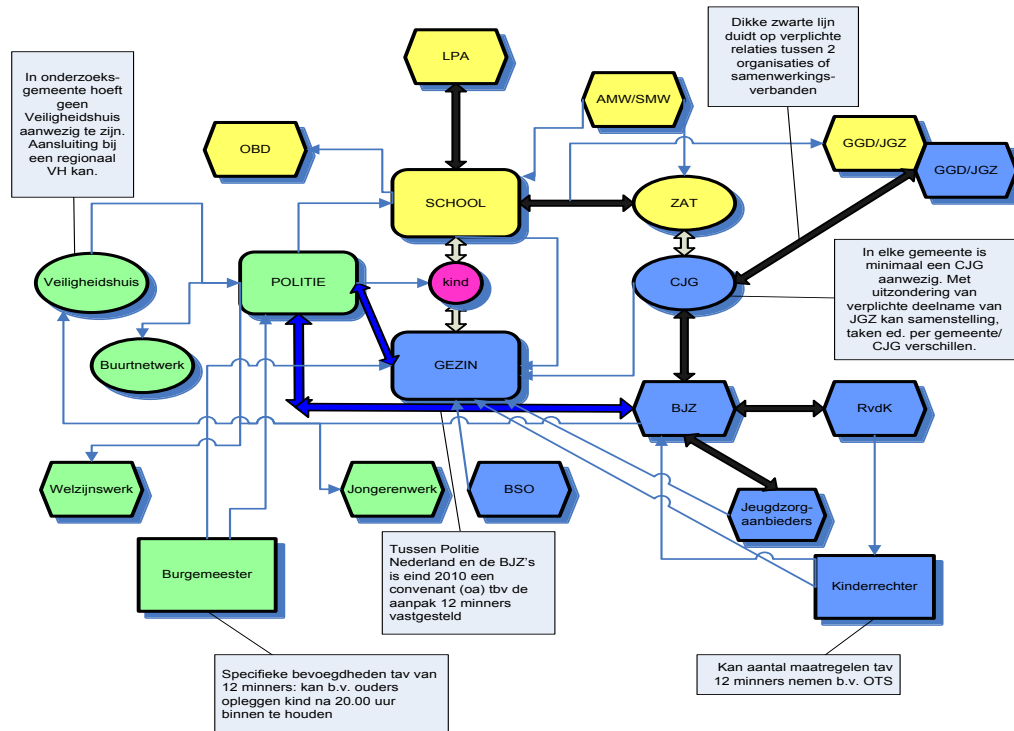 Dikke zwarte lijn
duidt op verplichte
relaties tussen 2
organisaties of
samenwerkings-
verbanden
LPA
In onderzoeks-
gemeente hoeft
geen
Veiligheidshuis
aanwezig te zijn.
Aansluiting bij
een regionaal
VH kan.
AMW/SMW
OBD
GGD/JGZ
GGD/JGZ
SCHOOL
ZAT
Veiligheidshuis
POLITIE
kind
CJG
In elke gemeente is
minimaal een CJG
aanwezig. Met
uitzondering van
verplichte deelname van
JGZ kan samenstelling,
taken ed. per gemeente/
CJG verschillen.
Buurtnetwerk
GEZIN
BJZ
RvdK
Welzijnswerk
Jongerenwerk
BSO
Jeugdzorg-
aanbieders
Burgemeester
Tussen Politie
Nederland en de BJZ's
is eind 2010 een
convenant (oa) tbv de
aanpak 12 minners
vastgesteld
Kinderrechter
Specifieke bevoegdheden tav van
12 minners: kan b.v. ouders
opleggen kind na 20.00 uur
binnen te houden
Kan aantal maatregelen tav
12 minners nemen b.v. OTS